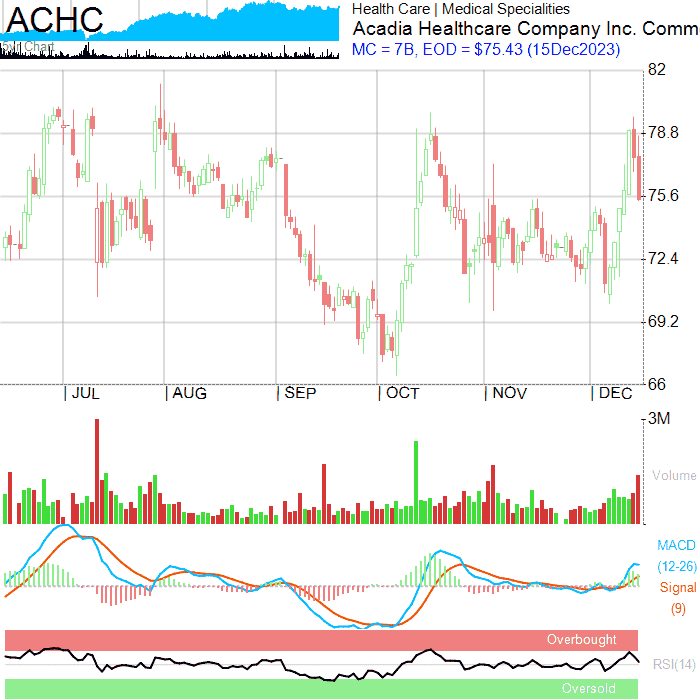 ACHC
5yr Chart
Health Care | Medical Specialities
Acadia Healthcare Company Inc. Comm
MC = 7B, EOD = $75.43 (15Dec2023)
82
78.8
75.6
72.4
69.2
66
JUL
AUG
SEP
OCT
NOV
DEC
3M
Volume
MACD
(12-26)
Signal
(9)
Overbought
RSI(14)
Oversold